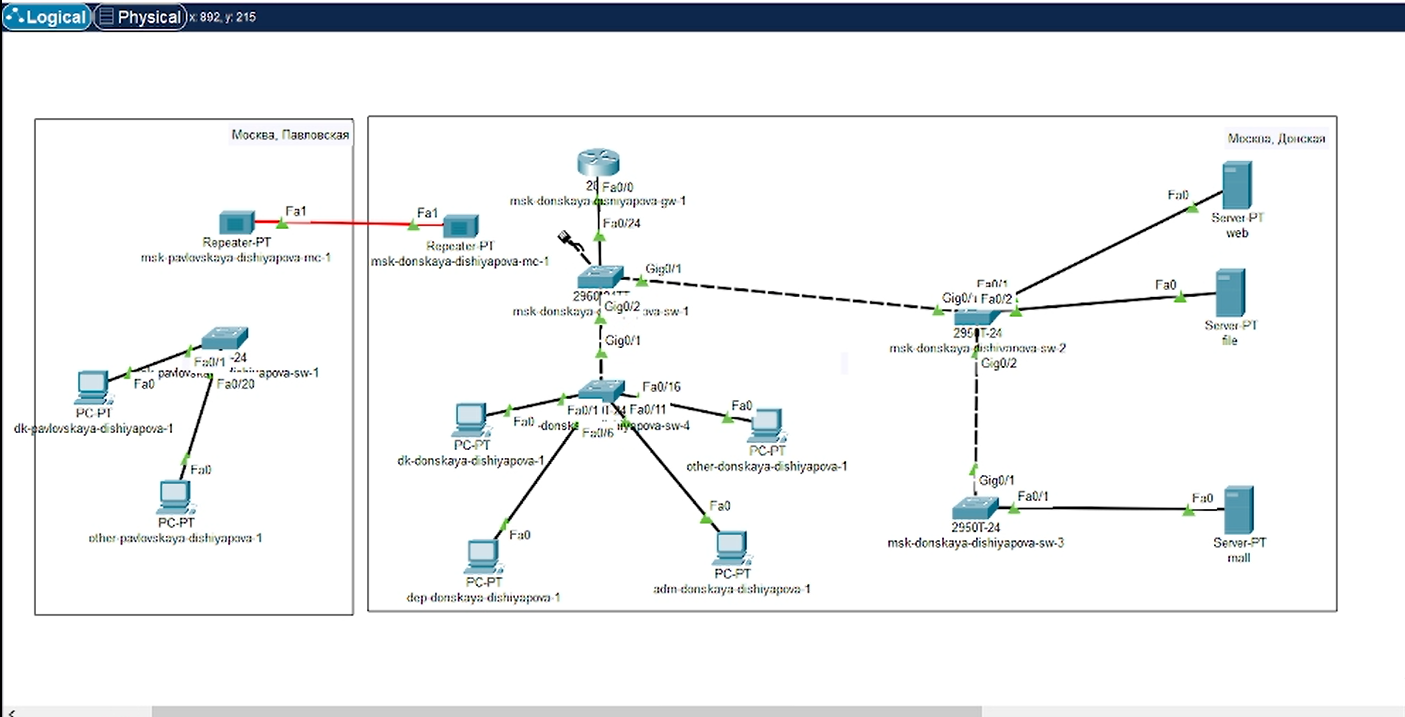 Logical
Physical
x: 892, y: 215
Москва, Павловская
Москва, Донская
Fa0/0
msk-donskaya-dishiyapova-gw-1
Fa0/24
Fa1
Repeater-PT
msk-pavlovskaya-dishiyapova-mc-1
Fa1
Repeater-PT
msk-donskaya-dishiyapova-mc-1
Gig0/1
Gig0/2
Gig0/1
Fa0
Server-PT
web
Fa0
Server-PT
file
Fa0/1
Fa0/2
2950T-24
msk-donskaya-dishiyapova-sw-2
Gig0/2
Fa0/1
-24
Fa0
Fa0/20
PC-PT
dk-pavlovskaya-dishiyapova-1
Fa0
PC-PT
other-pavlovskaya-dishiyapova-1
Fa0/16
Fa0/1
Fa0/11
Fa0/6
Fa0
PC-PT
dk-donskaya-dishiyapova-1
Fa0
PC-PT
other-donskaya-dishiyapova-1
Fa0
PC-PT
dep-donskaya-dishiyapova-1
Fa0
PC-PT
adm-donskaya-dishiyapova-1
Gig0/1
Fa0/1
2950T-24
msk-donskaya-dishiyapova-sw-3
Fa0
Server-PT
mail